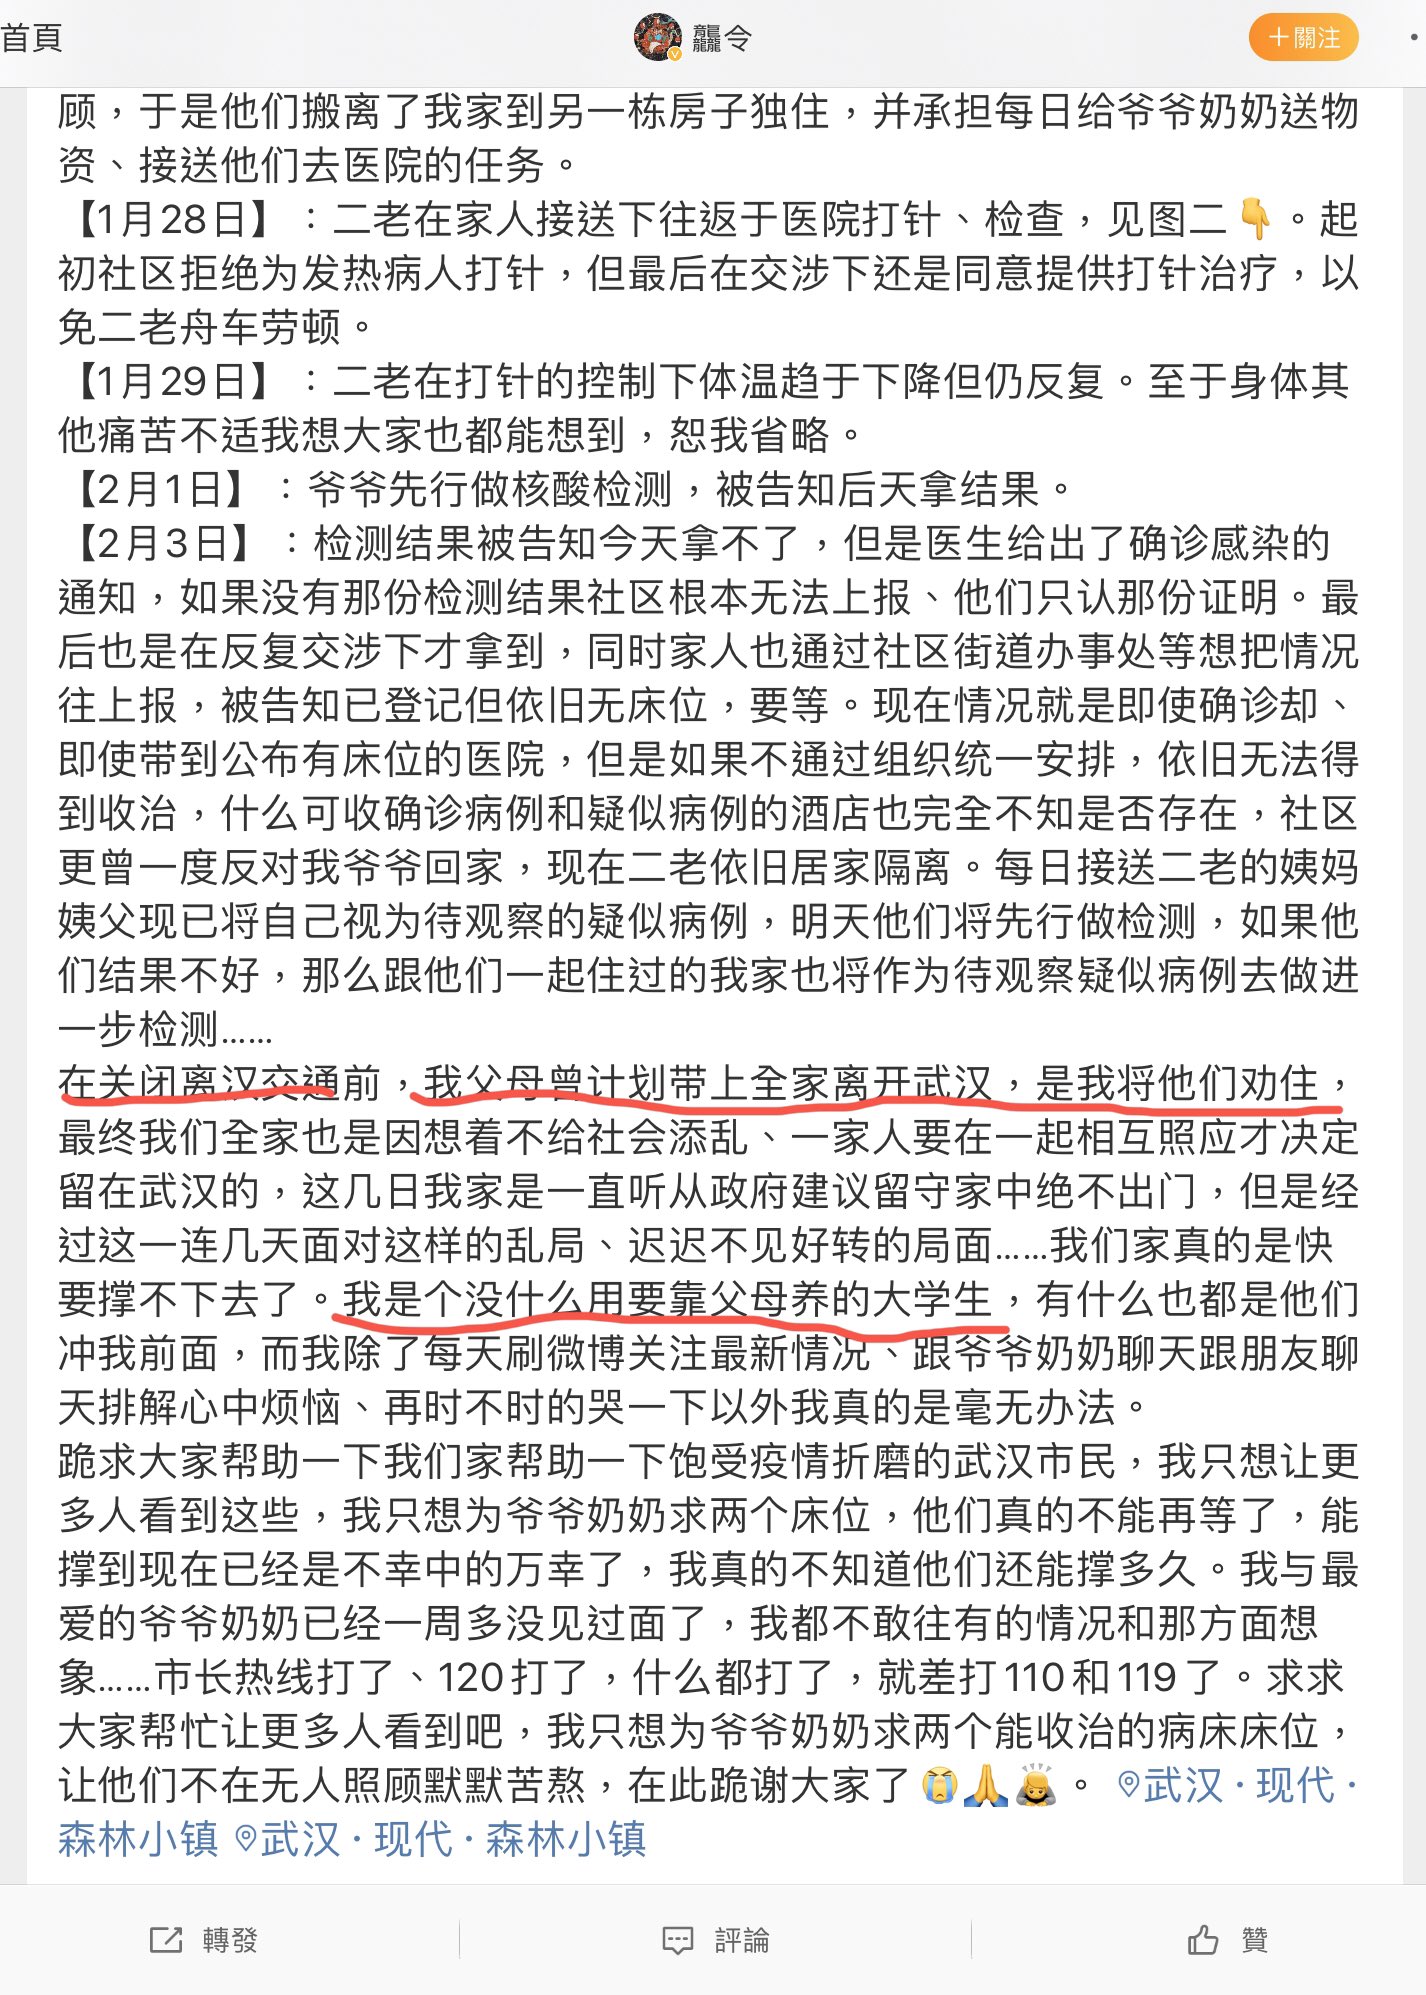 首頁
龘令
＋關注
顾，于是他们搬离了我家到另一栋房子独住，并承担每日给爷爷奶奶送物
资、接送他们去医院的任务。
【1月28日】：二老在家人接送下往返于医院打针、检查，见图二👇。起
初社区拒绝为发热病人打针，但最后在交涉下还是同意提供打针治疗，以
免二老舟车劳顿。
【1月29日】：二老在打针的控制下体温趋于下降但仍反复。至于身体其
他痛苦不适我想大家也都能想到，恕我省略。
【2月1日】：爷爷先行做核酸检测，被告知后天拿结果。
【2月3日】：检测结果被告知今天拿不了，但是医生给出了确诊感染的
通知，如果没有那份检测结果社区根本无法上报、他们只认那份证明。最
后也是在反复交涉下才拿到，同时家人也通过社区街道办事处等想把情况
往上报，被告知已登记但依旧无床位，要等。现在情况就是即使确诊却、
即使带到公布有床位的医院，但是如果不通过组织统一安排，依旧无法得
到收治，什么可收确诊病例和疑似病例的酒店也完全不知是否存在，社区
更曾一度反对我爷爷回家，现在二老依旧居家隔离。每日接送二老的姨妈
姨父现已将自己视为待观察的疑似病例，明天他们将先行做检测，如果他
们结果不好，那么跟他们一起住过的我家也将作为待观察疑似病例去做进
一步检测……
在关闭离汉交通前，我父母曾计划带上全家离开武汉，是我将他们劝住，
最终我们全家也是因想着不给社会添乱、一家人要在一起相互照应才决定
留在武汉的，这几日我家是一直听从政府建议留守家中绝不出门，但是经
过这一连几天面对这样的乱局、迟迟不见好转的局面……我们家真的是快
要撑不下去了。我是个没什么用要靠父母养的大学生，有什么也都是他们
冲我前面，而我除了每天刷微博关注最新情况、跟爷爷奶奶聊天跟朋友聊
天排解心中烦恼、再时不时的哭一下以外我真的是毫无办法。
跪求大家帮助一下我们家帮助一下饱受疫情折磨的武汉市民，我只想让更
多人看到这些，我只想为爷爷奶奶求两个床位，他们真的不能再等了，能
撑到现在已经是不幸中的万幸了，我真的不知道他们还能撑多久。我与最
爱的爷爷奶奶已经一周多没见过面了，我都不敢往有的情况和那方面想
象……市长热线打了、120打了，什么都打了，就差打110和119了。求求
大家帮忙让更多人看到吧，我只想为爷爷奶奶求两个能收治的病床床位，
让他们不在无人照顾默默苦熬，在此跪谢大家了😭🙏🙇。武汉·现代·
森林小镇 武汉·现代·森林小镇
轉發
評論
贊